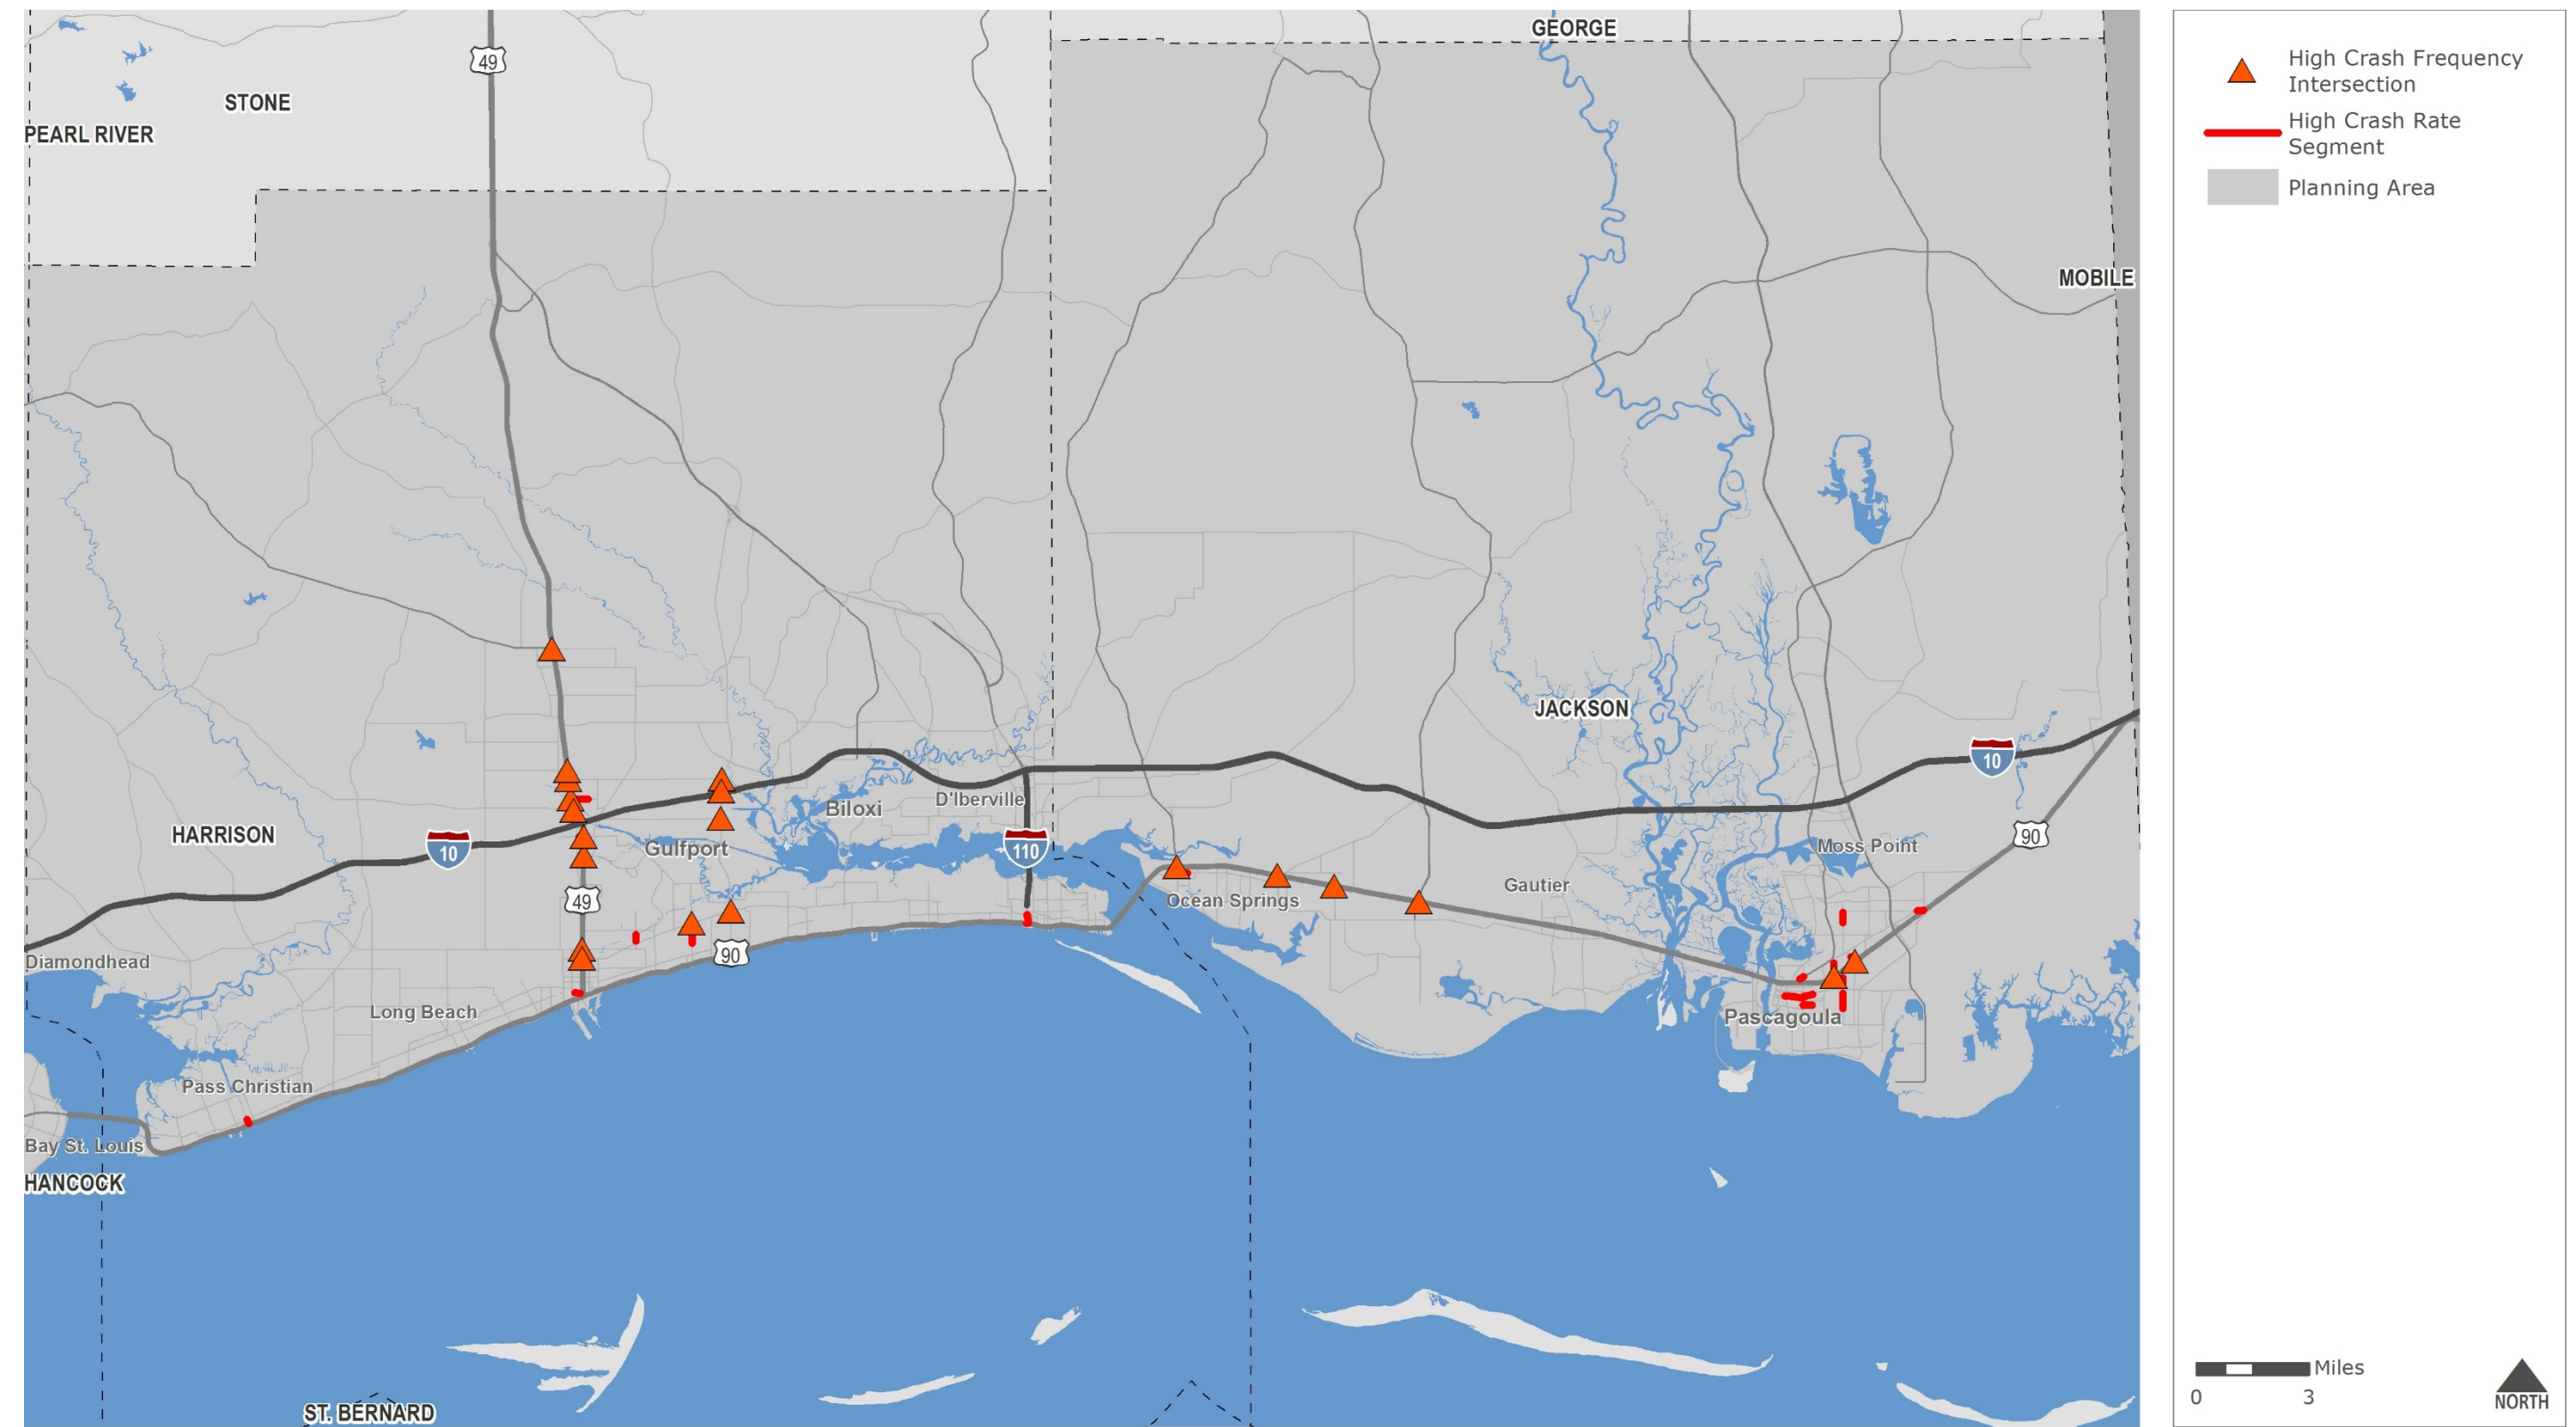 GEORGE
49
STONE
PEARL RIVER
MOBILE
JACKSON
10
D'Iberville
Biloxi
HARRISON
10
Gulfport
110
90
Moss Point
Gautier
49
Ocean Springs
90
Diamondhead
Long Beach
Pascagoula
Pass Christian
Bay St. Louis
HANCOCK
ST. BERNARD
High Crash Frequency
Intersection
High Crash Rate
Segment
Planning Area
Miles
0 3
NORTH